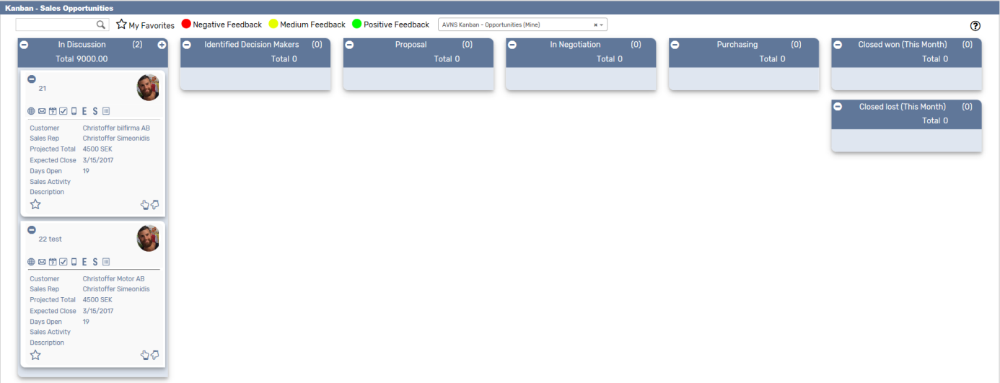 Kanban - Sales Opportunities
My Favorites Negative Feedback Medium Feedback Positive Feedback AVNS Kanban - Opportunities (Mine)
In Discussion (2)
Total 9000.00
Identified Decision Makers (0)
Total 0
Proposal (0)
Total 0
In Negotiation (0)
Total 0
Purchasing (0)
Total 0
Closed won (This Month) (0)
Total 0
Closed lost (This Month) (0)
Total 0
21
E S
Customer Christoffer bilfirma AB
Sales Rep Christoffer Simeonidis
Projected Total 4500 SEK
Expected Close 3/15/2017
Days Open 19
Sales Activity
Description
22 test
E S
Customer Christoffer Motor AB
Sales Rep Christoffer Simeonidis
Projected Total 4500 SEK
Expected Close 3/15/2017
Days Open 19
Sales Activity
Description